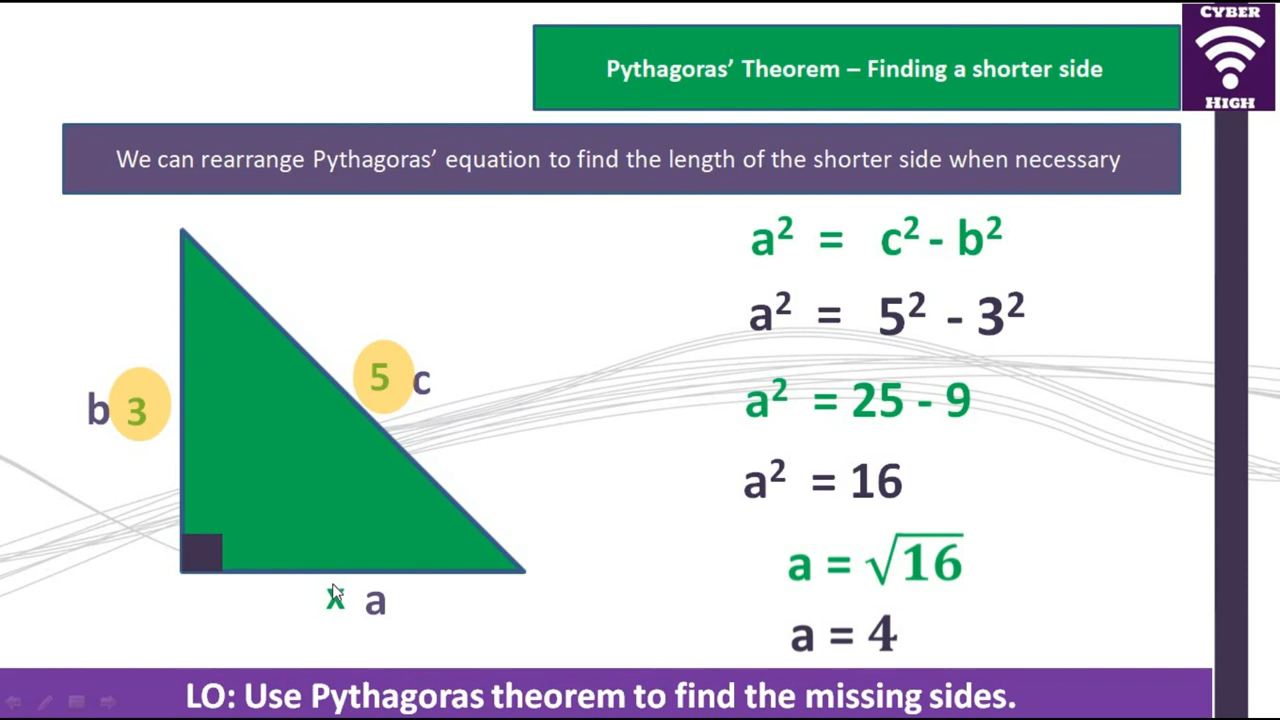 CYBER
HIGH
Pythagoras’ Theorem – Finding a shorter side
We can rearrange Pythagoras’ equation to find the length of the shorter side when necessary
a² = c² - b²
a² = 5² - 3²
5 c
b 3
a² = 25 - 9
a² = 16
a = √16
x a
a = 4
LO: Use Pythagoras theorem to find the missing sides.